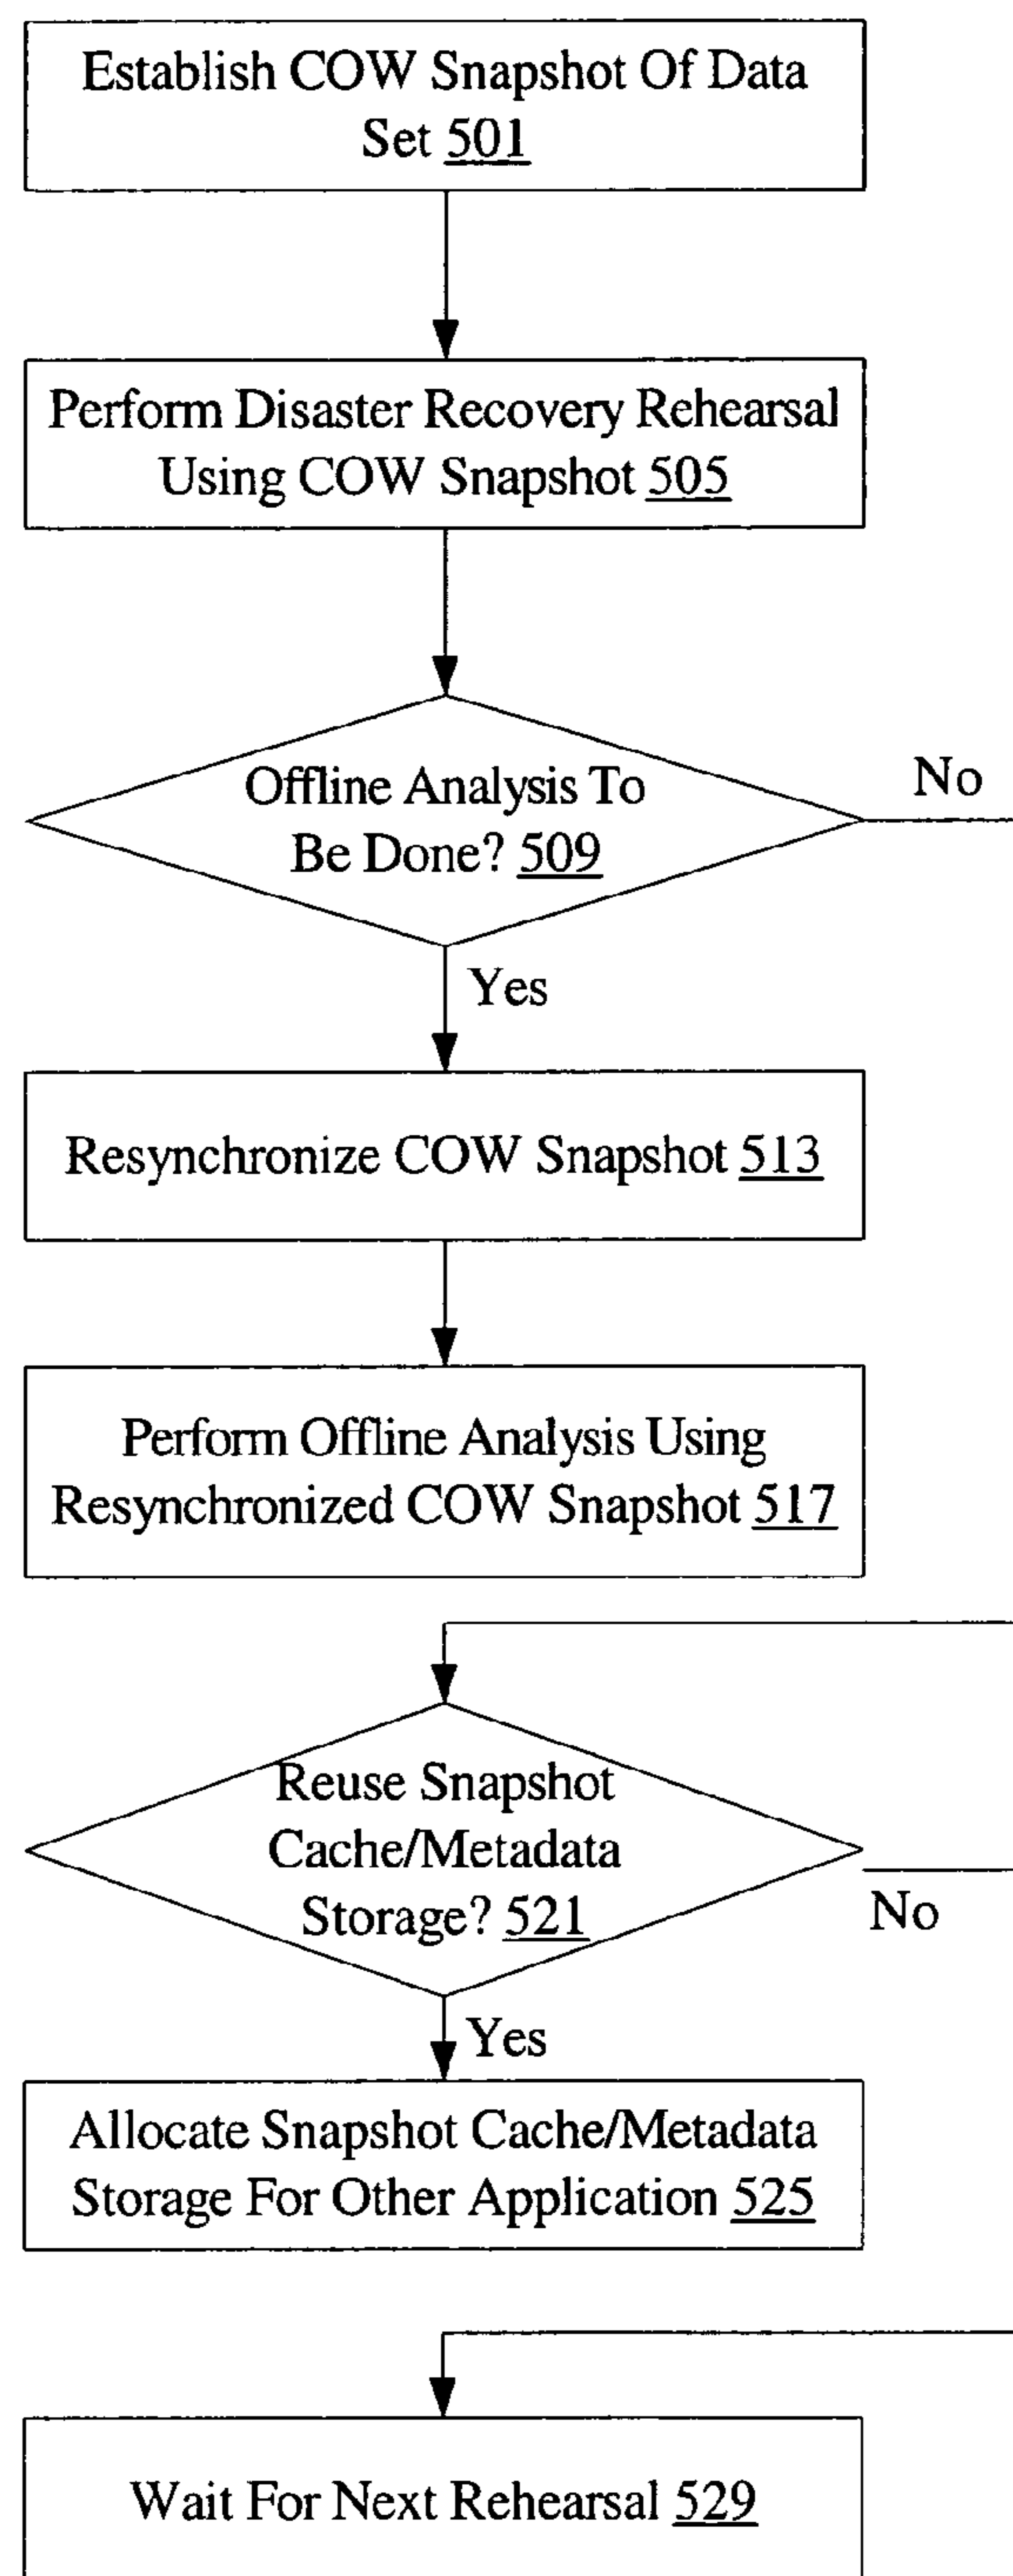 Establish COW Snapshot Of Data
Set 501
Perform Disaster Recovery Rehearsal
Using COW Snapshot 505
Offline Analysis To
Be Done? 509
No
Yes
Resynchronize COW Snapshot 513
Perform Offline Analysis Using
Resynchronized COW Snapshot 517
Reuse Snapshot
Cache/Metadata
Storage? 521
No
Yes
Allocate Snapshot Cache/Metadata
Storage For Other Application 525
Wait For Next Rehearsal 529